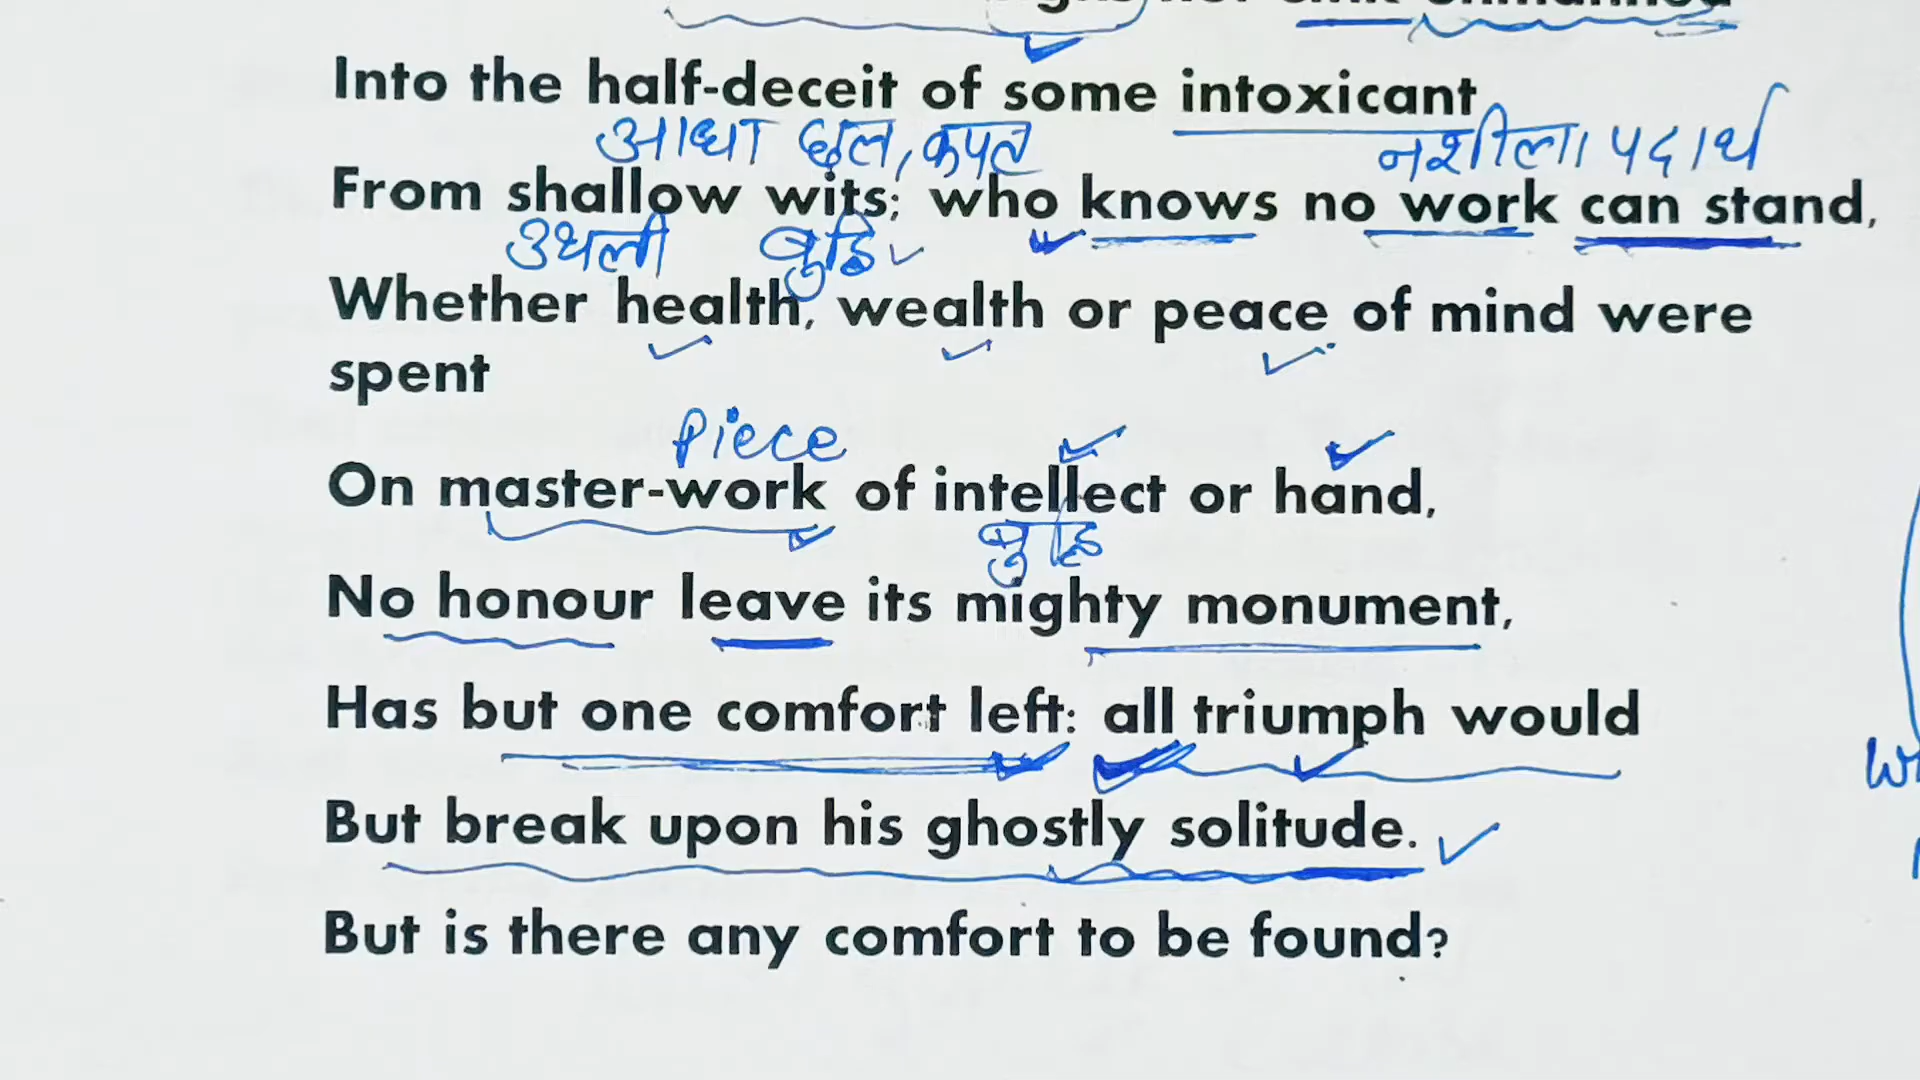 Into the half-deceit of some intoxicant
आधा छल, कपट नशीला पदार्थ
From shallow wits; who knows no work can stand,
उथली बुद्धि
Whether health, wealth or peace of mind were
spent
Piece
On master-work of intellect or hand,
बुद्धि
No honour leave its mighty monument,
Has but one comfort left: all triumph would
But break upon his ghostly solitude.
But is there any comfort to be found?